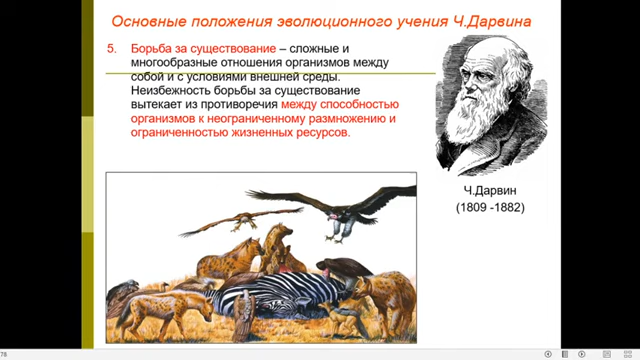 Основные положения эволюционного учения Ч.Дарвина
5. Борьба за существование – сложные и
многообразные отношения организмов между
собой и с условиями внешней среды.
Неизбежность борьбы за существование
вытекает из противоречия между способностью
организмов к неограниченному размножению и
ограниченностью жизненных ресурсов.
Ч.Дарвин
(1809 -1882)
78